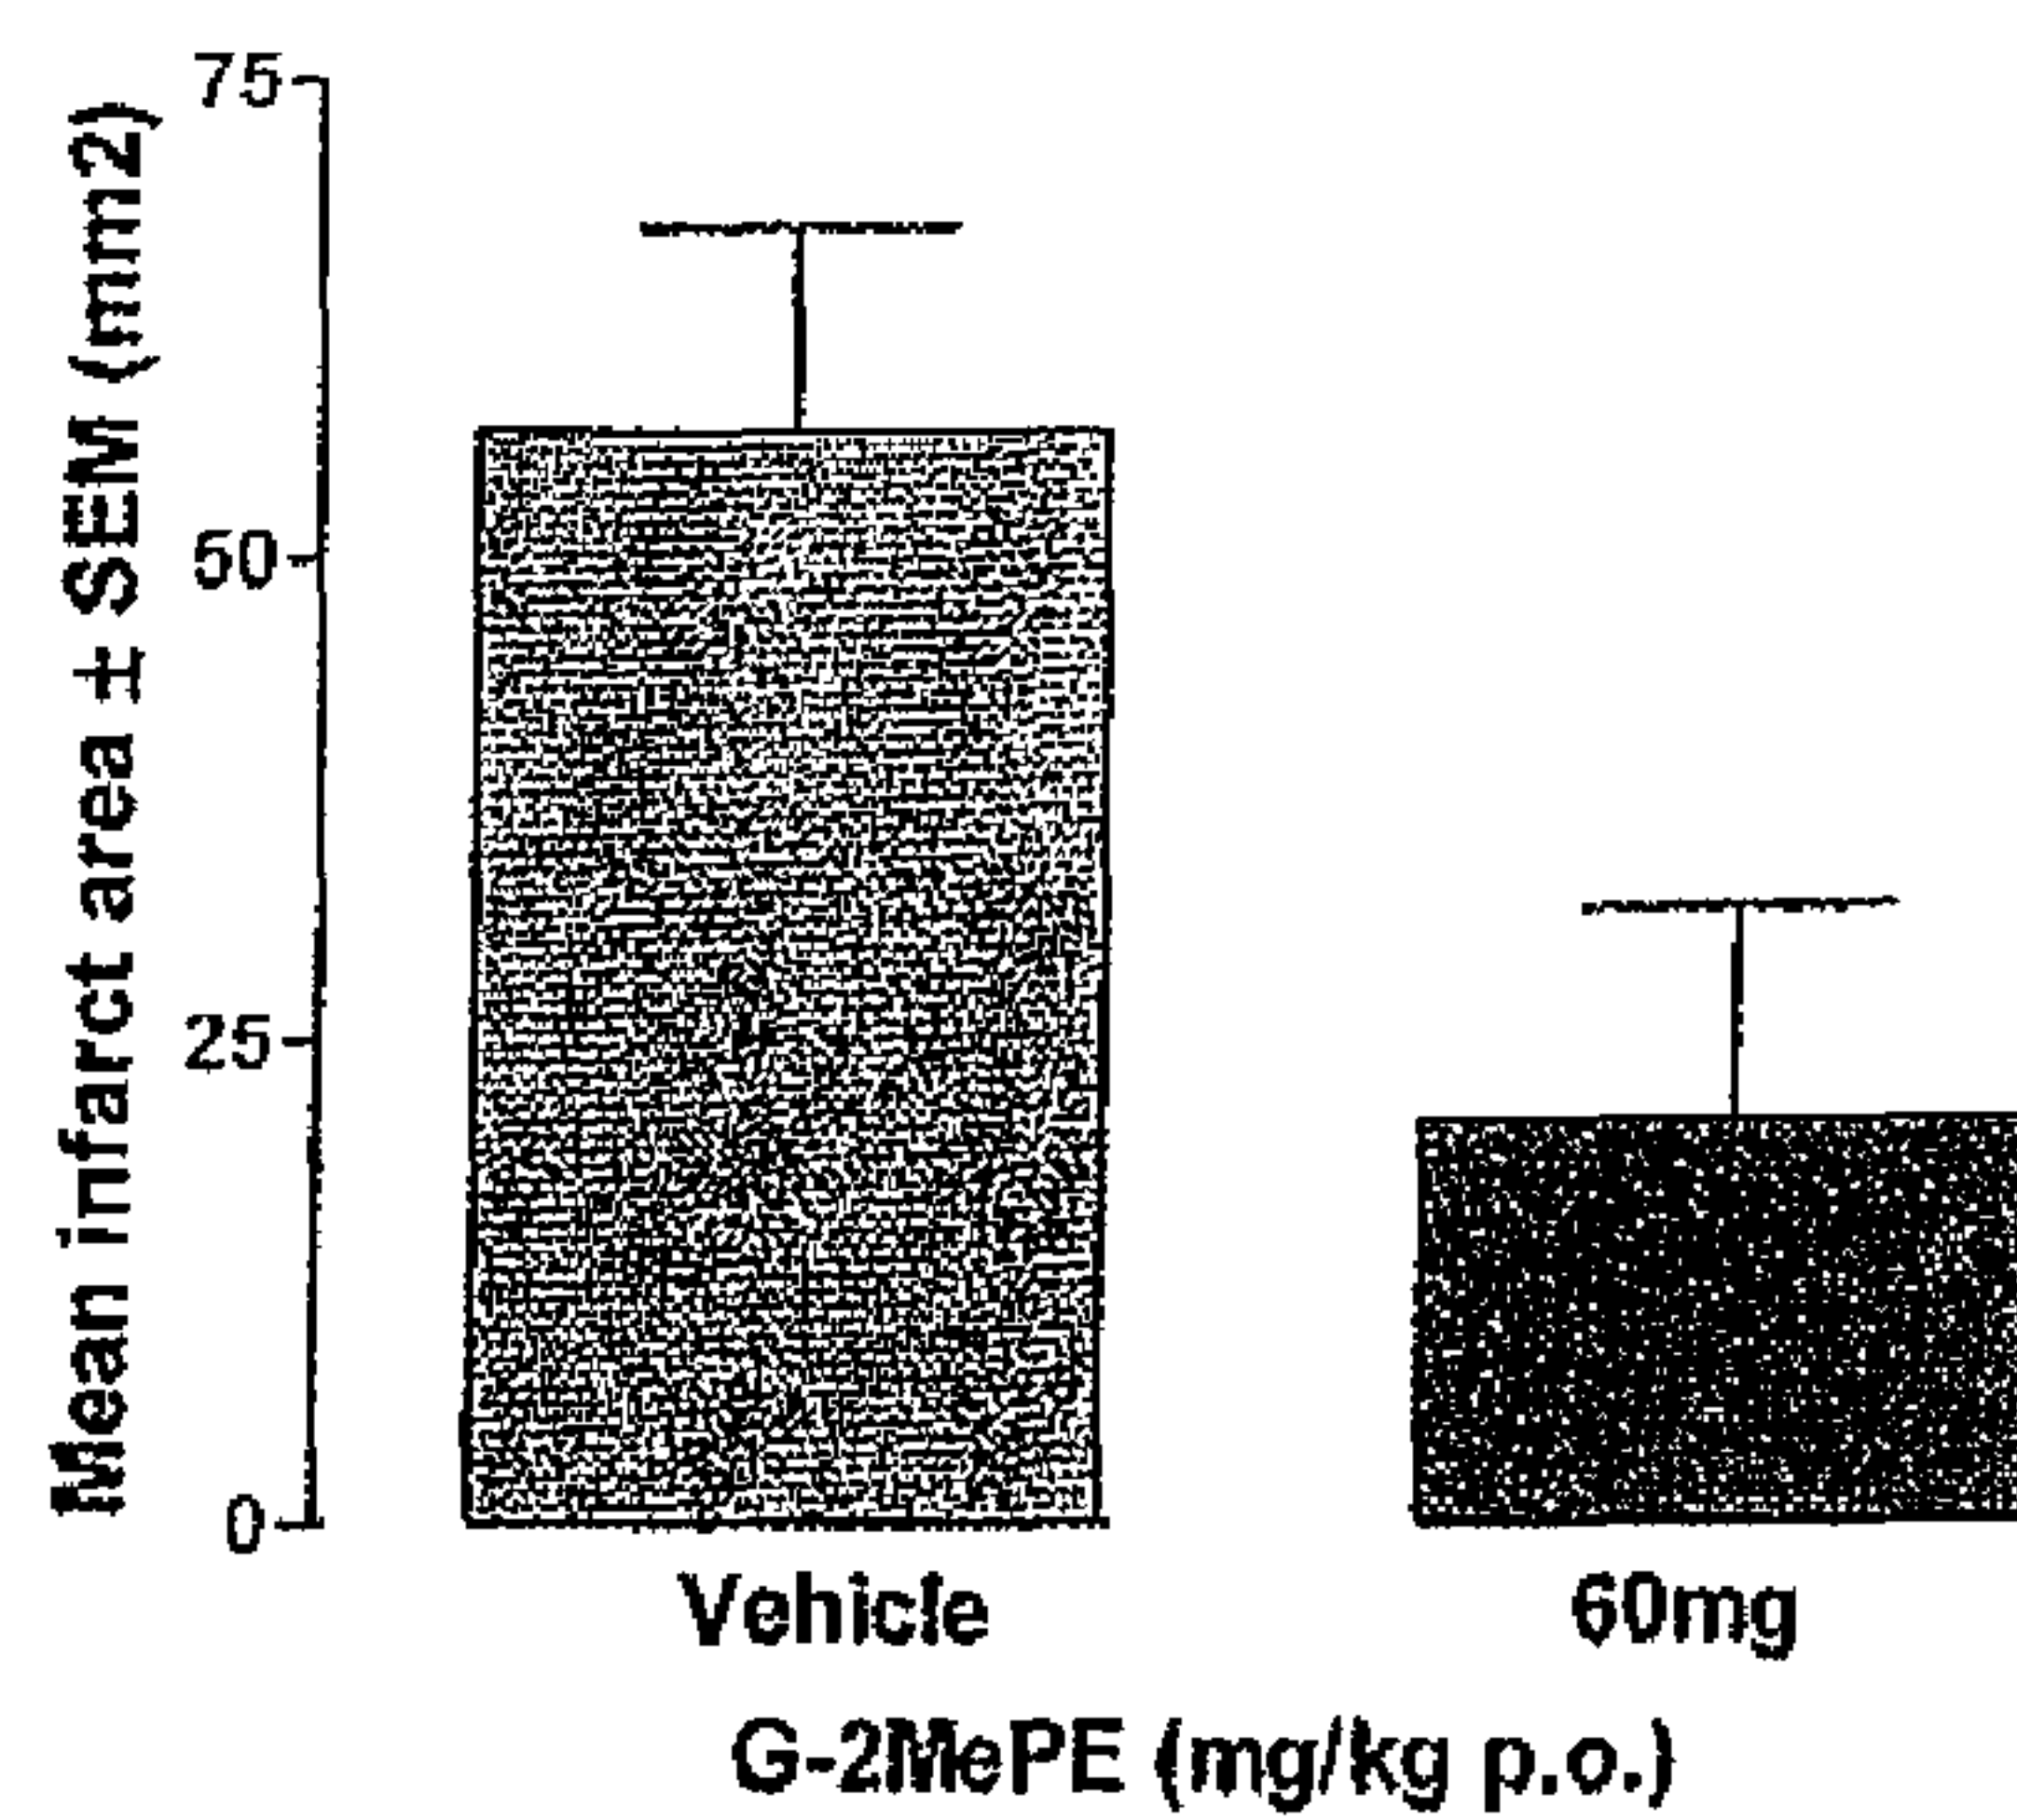 Mean infarct area ± SEM (mm2)
75
50
25
0
Vehicle
60mg
G-2MePE (mg/kg p.o.)